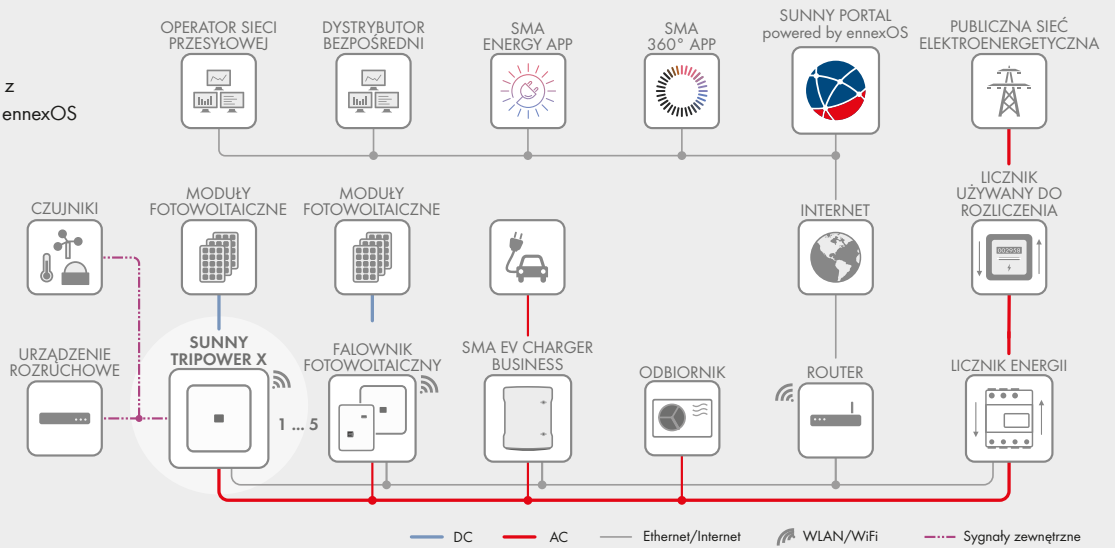 z
ennexOS
OPERATOR SIECI
PRZESYŁOWEJ
DYSTRYBUTOR
BEZPOŚREDNI
SMA
ENERGY APP
SMA
360° APP
SUNNY PORTAL
powered by ennexOS
PUBLICZNA SIEĆ
ELEKTROENERGETYCZNA
CZUJNIKI
MODUŁY
FOTOWOLTAICZNE
MODUŁY
FOTOWOLTAICZNE
INTERNET
LICZNIK
UŻYWANY DO
ROZLICZENIA
URZĄDZENIE
ROZRUCHOWE
SUNNY
TRIPOWER X
1 ... 5
FALOWNIK
FOTOWOLTAICZNY
SMA EV CHARGER
BUSINESS
ODBIORNIK
ROUTER
LICZNIK ENERGII
DC
AC
Ethernet/Internet
WLAN/WiFi
Sygnały zewnętrzne